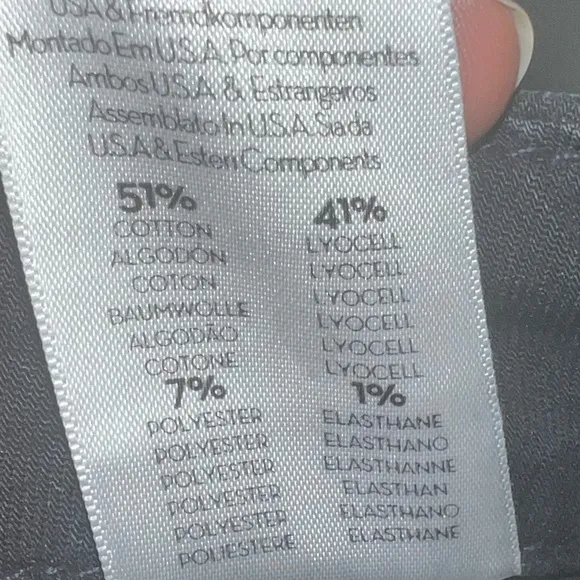 USA & Fremdkomponenten
Montado Em U.S.A. Por componentes
Ambos U.S.A & Estrangeiros
Assemblato In U.S.A. Sia da
U.S.A & Esteri Components
51%
COTTON
ALGODÓN
COTON
BAUMWOLLE
ALGODÃO
COTONE
41%
LYOCELL
LYOCELL
LYOCELL
LYOCELL
LYOCELL
LYOCELL
7%
POLYESTER
POLYESTER
POLYESTER
POLYESTER
POLYESTER
POLIESTERE
1%
ELASTHANE
ELASTHANO
ELASTHANNE
ELASTHAN
ELASTHANO
ELASTHANE